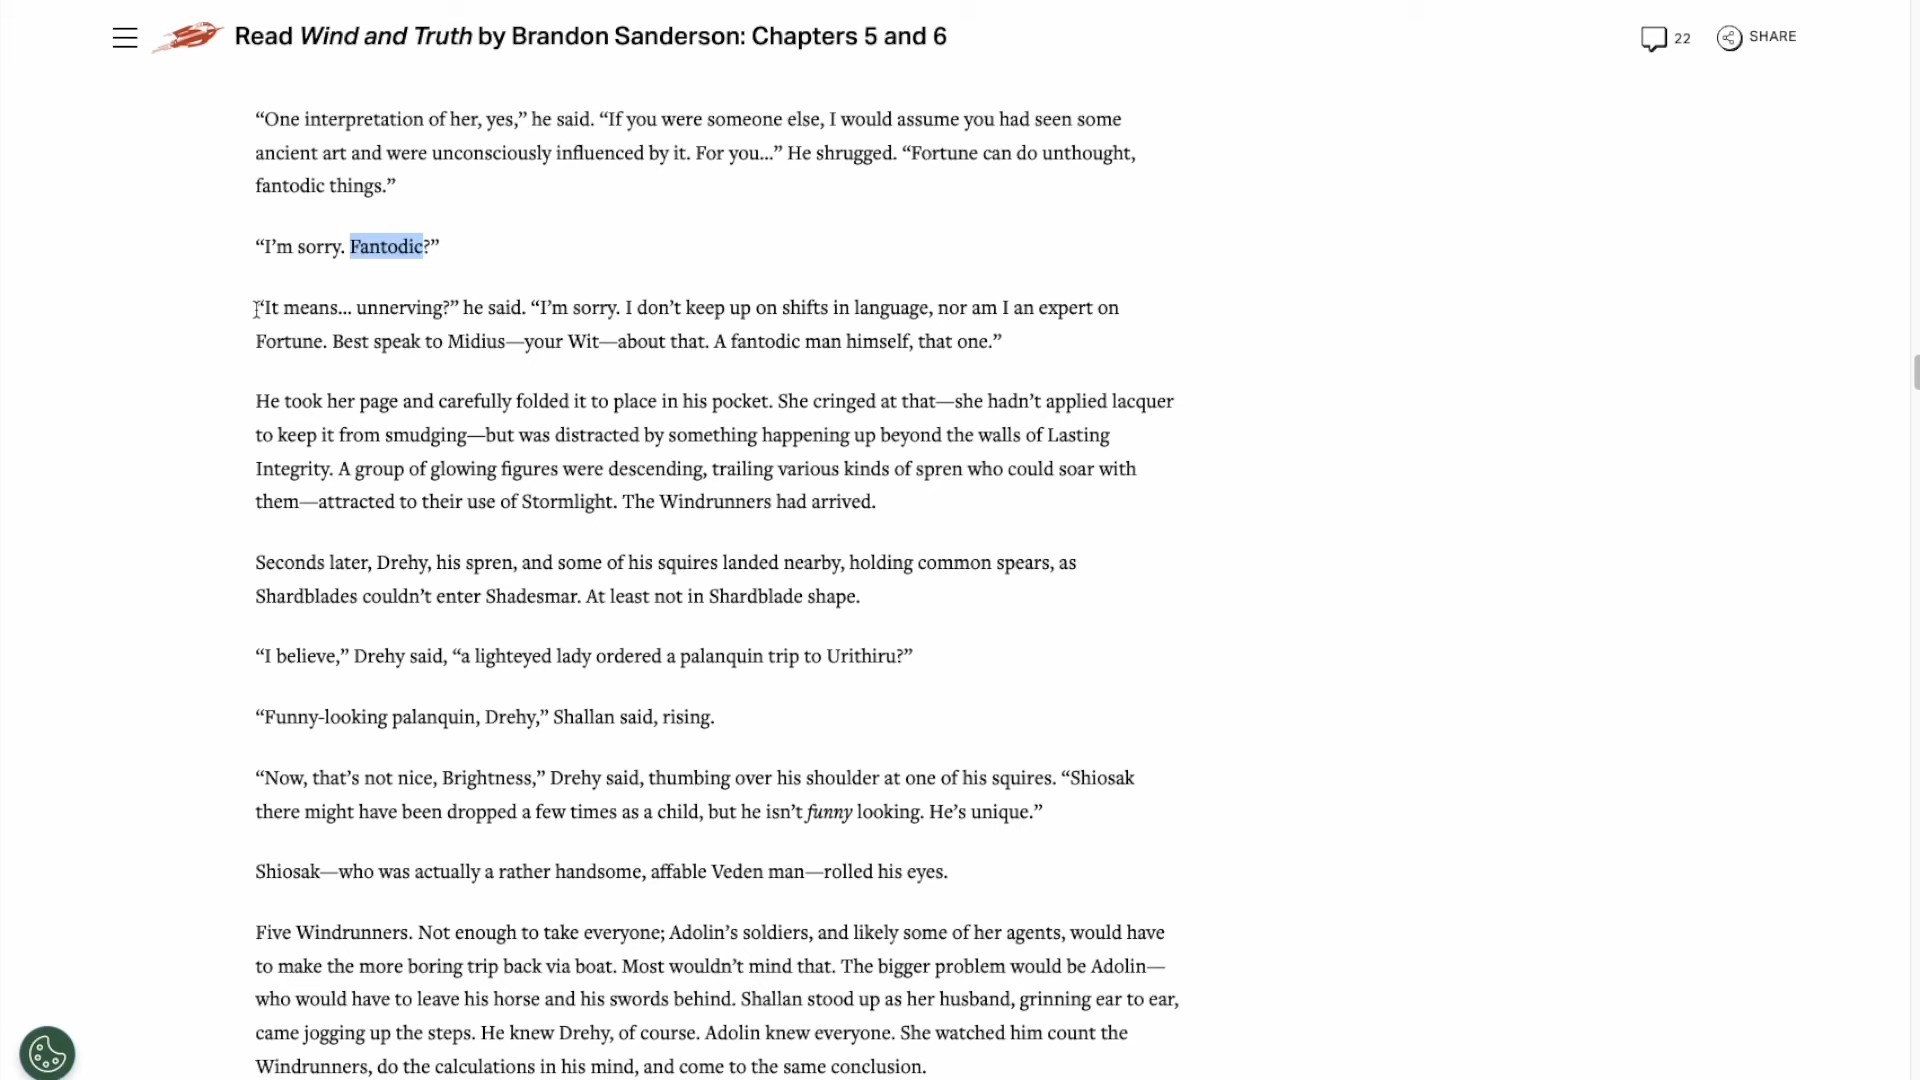 Read Wind and Truth by Brandon Sanderson: Chapters 5 and 6
22
SHARE
“One interpretation of her, yes,” he said. “If you were someone else, I would assume you had seen some
ancient art and were unconsciously influenced by it. For you…” He shrugged. “Fortune can do unthought,
fantodic things.”
“I’m sorry. Fantodic?”
“It means… unnerving?” he said. “I’m sorry. I don’t keep up on shifts in language, nor am I an expert on
Fortune. Best speak to Midius—your Wit—about that. A fantodic man himself, that one.”
He took her page and carefully folded it to place in his pocket. She cringed at that—she hadn’t applied lacquer
to keep it from smudging—but was distracted by something happening up beyond the walls of Lasting
Integrity. A group of glowing figures were descending, trailing various kinds of spren who could soar with
them—attracted to their use of Stormlight. The Windrunners had arrived.
Seconds later, Drehy, his spren, and some of his squires landed nearby, holding common spears, as
Shardblades couldn’t enter Shadesmar. At least not in Shardblade shape.
“I believe,” Drehy said, “a lighteyed lady ordered a palanquin trip to Urithiru?”
“Funny-looking palanquin, Drehy,” Shallan said, rising.
“Now, that’s not nice, Brightness,” Drehy said, thumbing over his shoulder at one of his squires. “Shiosak
there might have been dropped a few times as a child, but he isn’t funny looking. He’s unique.”
Shiosak—who was actually a rather handsome, affable Veden man—rolled his eyes.
Five Windrunners. Not enough to take everyone; Adolin’s soldiers, and likely some of her agents, would have
to make the more boring trip back via boat. Most wouldn’t mind that. The bigger problem would be Adolin—
who would have to leave his horse and his swords behind. Shallan stood up as her husband, grinning ear to ear,
came jogging up the steps. He knew Drehy, of course. Adolin knew everyone. She watched him count the
Windrunners, do the calculations in his mind, and come to the same conclusion.